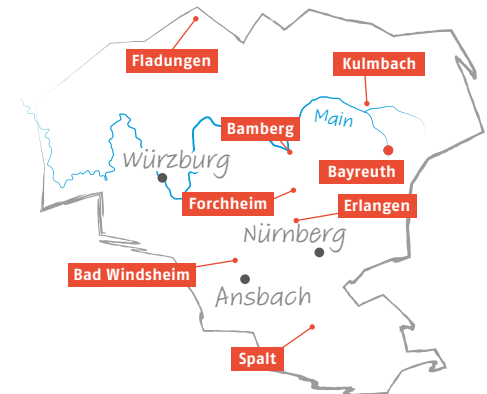 Fladungen
Kulmbach
Main
Bamberg
Würzburg
Bayreuth
Forchheim
Erlangen
Nürnberg
Bad Windsheim
Ansbach
Spalt